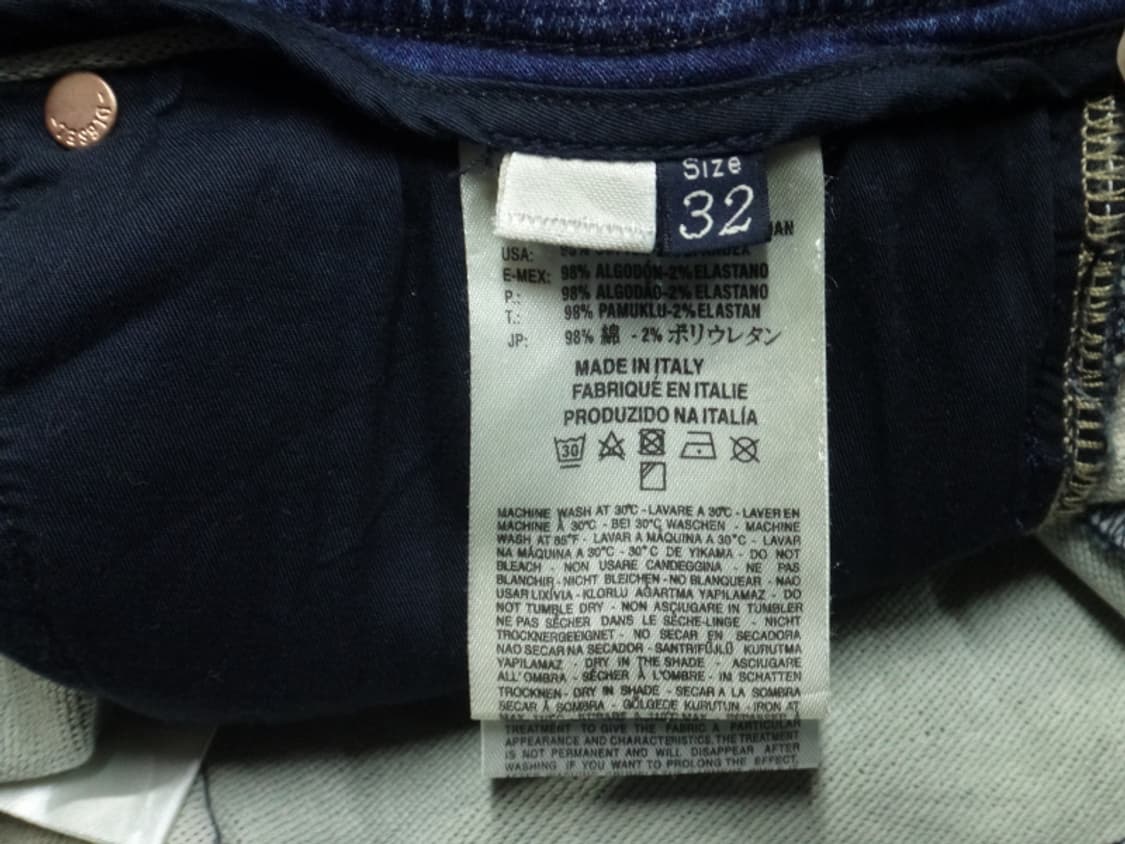 DIESEL
Size
32
USA:
E-MEX: 98% ALGODÓN-2% ELASTANO
P.: 98% ALGODÃO-2% ELASTANO
T.: 98% PAMUKLU-2% ELASTAN
JP: 98% 綿 -2% ポリウレタン
MADE IN ITALY
FABRIQUÉ EN ITALIE
PRODUZIDO NA ITALÍA
30
MACHINE WASH AT 30°C - LAVARE A 30°C - LAVER EN
MACHINE À 30°C - BEI 30°C WASCHEN - MACHINE
WASH AT 85°F - LAVAR A MÁQUINA A 30°C - LAVAR
NA MÁQUINA A 30°C - 30°C DE YIKAMA - DO NOT
BLEACH - NON USARE CANDEGGINA - NE PAS
BLANCHIR - NICHT BLEICHEN - NO BLANQUEAR - NAO
USAR LIXÍVIA - KLORLU AĞARTMA YAPILAMAZ - DO
NOT TUMBLE DRY - NON ASCIUGARE IN TUMBLER
NE PAS SÉCHER DANS LE SÈCHE-LINGE - NICHT
TROCKNERGEEIGNET - NO SECAR EN SECADORA
NAO SECAR NA SECADOR - SANTRIFÜJLÜ KURUTMA
YAPILAMAZ - DRY IN THE SHADE - ASCIUGARE
ALL'OMBRA - SÉCHER À L'OMBRE - IM SCHATTEN
TROCKNEN - DRY IN SHADE - SECAR A LA SOMBRA
SECAR À SOMBRA - GÖLGEDE KURUTUN - IRON AT
TREATMENT TO GIVE THE FABRIC A PARTICULAR
APPEARANCE AND CHARACTERISTICS. THE TREATMENT
IS NOT PERMANENT AND WILL DISAPPEAR AFTER
WASHING IF YOU WANT TO PROLONG THE EFFECT,